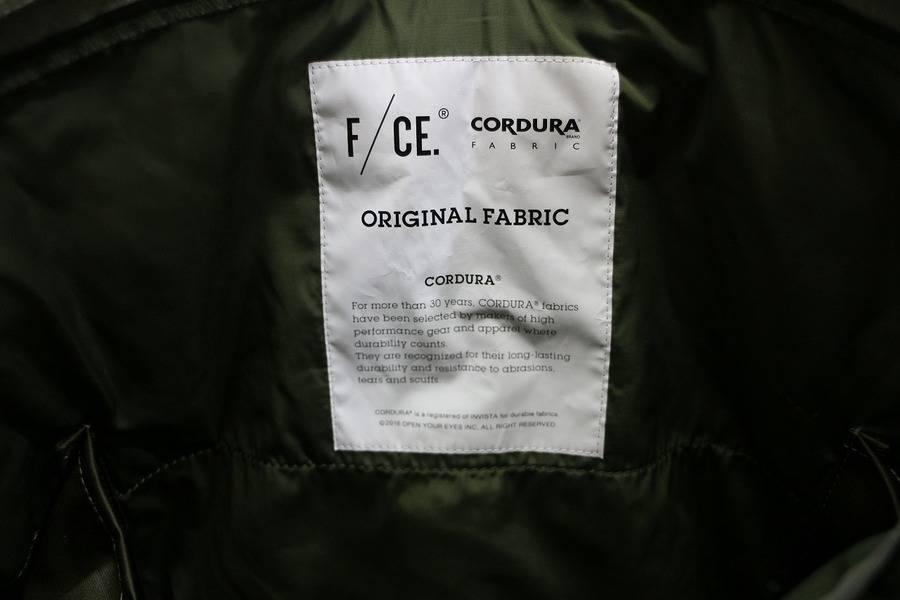 F/CE.®
CORDURA® BRAND
FABRIC
ORIGINAL FABRIC
CORDURA®
For more than 30 years, CORDURA® fabrics
have been selected by makers of high
performance gear and apparel where
durability counts.
They are recognized for their long-lasting
durability and resistance to abrasions,
tears and scuffs.
CORDURA® is a registered of INVISTA for durable fabrics.
©2016 OPEN YOUR EYES INC. ALL RIGHT RESERVED.